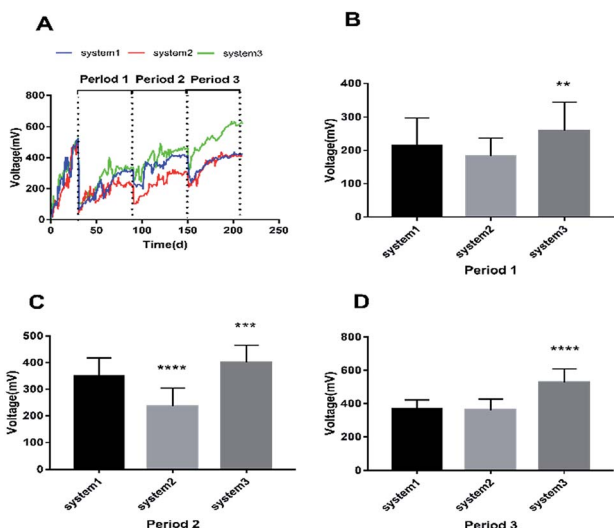 A
system1 system2 system3
Period 1 Period 2 Period 3
Voltage(mV)
800
600
400
200
0
0 50 100 150 200 250
Time(d)
B
**
Voltage(mV)
400
300
200
100
0
system1 system2 system3
Period 1
C
****
***
Voltage(mV)
500
400
300
200
100
0
system1 system2 system3
Period 2
D
****
Voltage(mV)
800
600
400
200
0
system1 system2 system3
Period 3